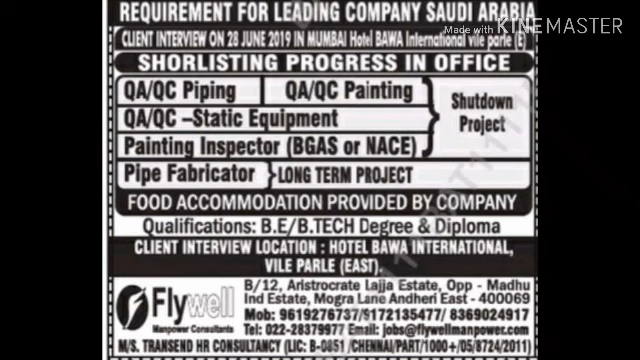 REQUIREMENT FOR LEADING COMPANY SAUDI ARABIA
Made with KINEMASTER
CLIENT INTERVIEW ON 28 JUNE 2019 IN MUMBAI Hotel BAWA International vile parle (E)
SHORLISTING PROGRESS IN OFFICE
QA/QC Piping QA/QC Painting
QA/QC –Static Equipment
Painting Inspector (BGAS or NACE)
Shutdown
Project
Pipe Fabricator LONG TERM PROJECT
FOOD ACCOMMODATION PROVIDED BY COMPANY
Qualifications: B.E/B.TECH Degree & Diploma
CLIENT INTERVIEW LOCATION : HOTEL BAWA INTERNATIONAL,
VILE PARLE (EAST).
Flywell
Manpower Consultants
B/12, Aristrocrate Lajja Estate, Opp - Madhu
Ind Estate, Mogra Lane Andheri East - 400069
Mob: 9619276737/9172135477/ 8369024917
Tel: 022-28379977 Email: jobs@flywellmanpower.com
M/S. TRANSEND HR CONSULTANCY (LIC: B-0851 /CHENNAI/PART/1000+/05/8724/2011)